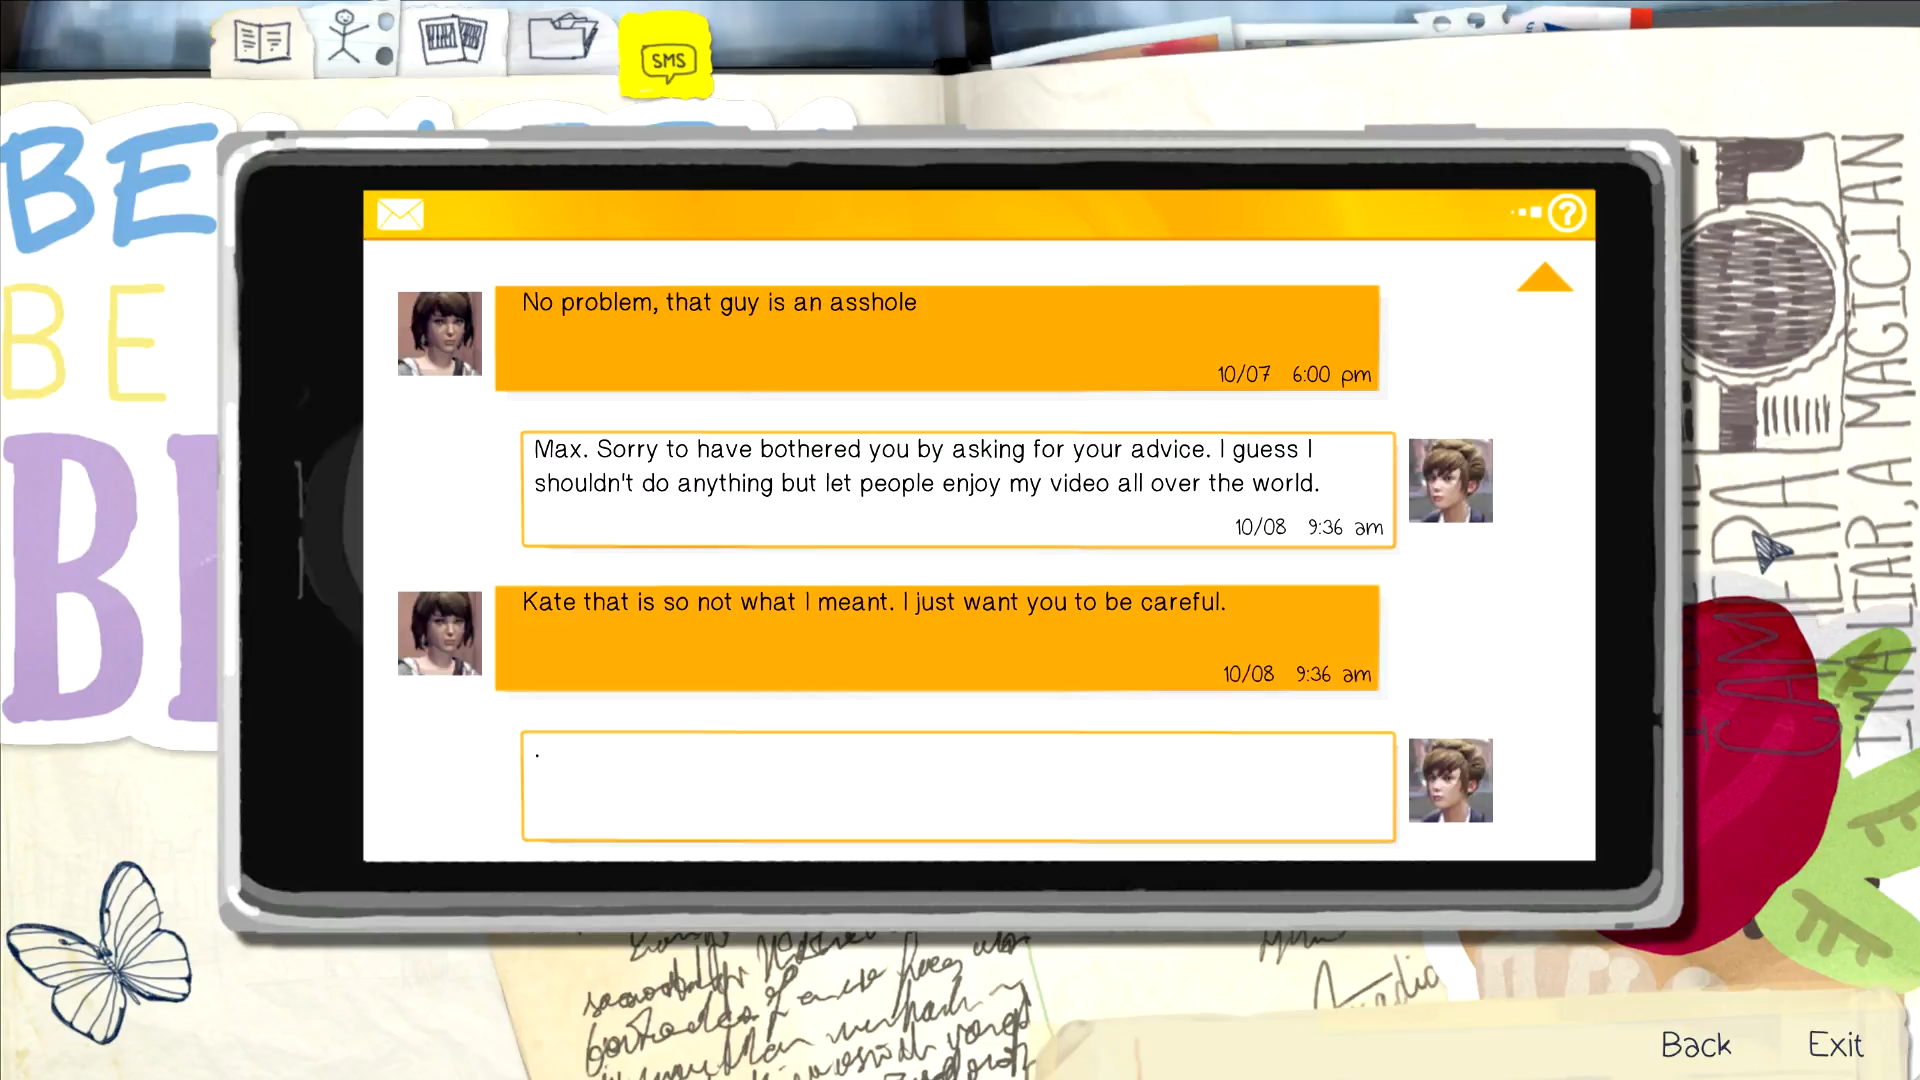 SMS
BE
BE
No problem, that guy is an asshole
10/07 6:00 pm
Max. Sorry to have bothered you by asking for your advice. I guess I
shouldn't do anything but let people enjoy my video all over the world.
10/08 9:36 am
Kate that is so not what I meant. I just want you to be careful.
10/08 9:36 am
.
CAMERA
I'M A LIAR, A MAGICIAN
Back
Exit